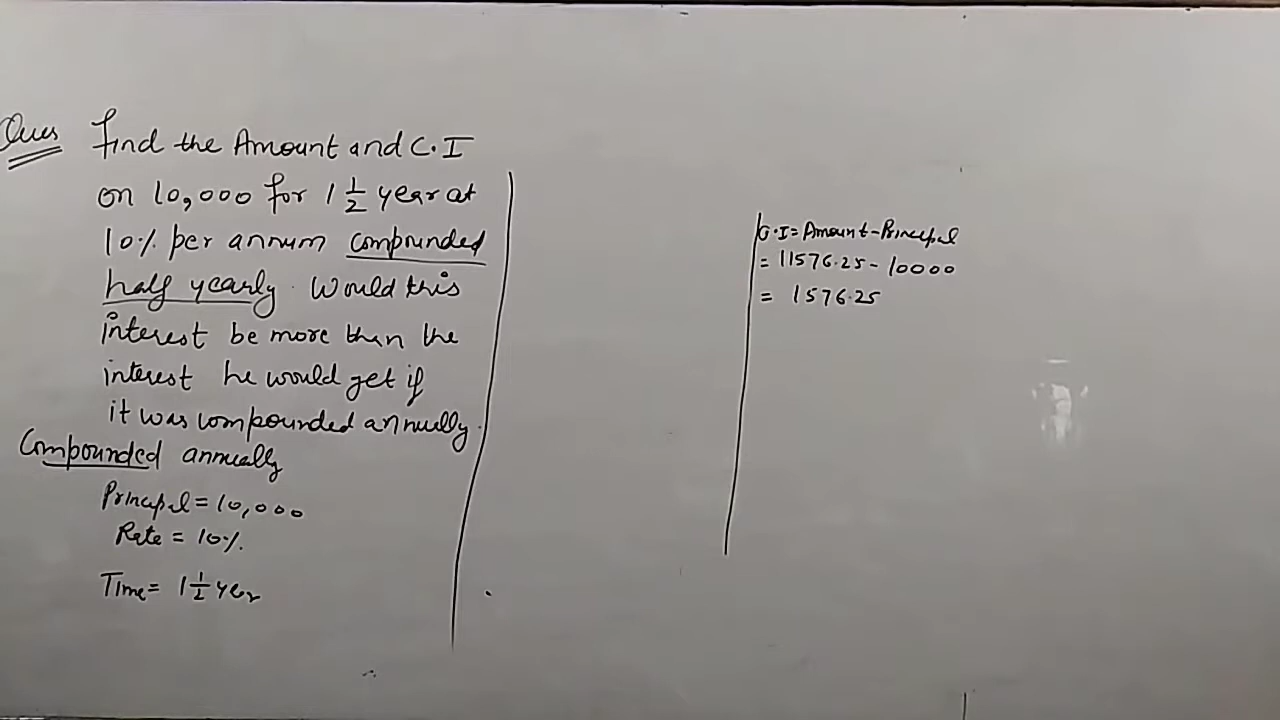 Ques Find the Amount and C.I
on 10,000 for 1 1/2 year at
10% per annum compounded
half yearly. Would this
interest be more than the
interest he would get if
it was compounded annually.
Compounded annually
Principal = 10,000
Rate = 10%.
Time = 1 1/2 year
C.I = Amount - Principal
= 11576.25 - 10000
= 1576.25